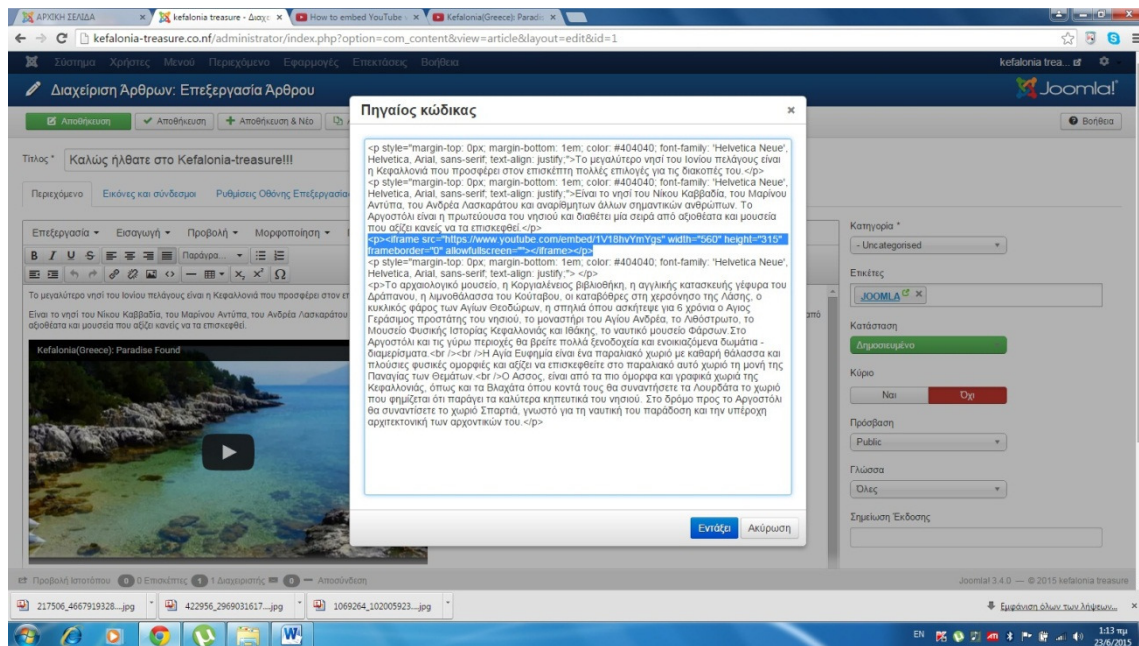 ΑΡΧΙΚΗ ΣΕΛΙΔΑ
kefalonia treasure - Διαχε
How to embed YouTube
Kefalonia(Greece): Paradi
kefalonia-treasure.co.nf/administrator/index.php?option=com_content&view=article&layout=edit&id=1
Σύστημα Χρήστες Μενού Περιεχόμενο Εφαρμογές Επεκτάσεις Βοήθεια
kefalonia trea...
Διαχείριση Άρθρων: Επεξεργασία Άρθρου
Joomla!
Αποθήκευση Αποθήκευση Αποθήκευση & Νέο
Βοήθεια
Τίτλος * Καλώς ήλθατε στο Kefalonia-treasure!!!
Περιεχόμενο Εικόνες και σύνδεσμοι Ρυθμίσεις Οθόνης Επεξεργασία
Επεξεργασία Εισαγωγή Προβολή Μορφοποίηση
B I U S Παράγρα...
Το μεγαλύτερο νησί του Ιονίου πελάγους είναι η Κεφαλλονιά που προσφέρει στον
Είναι το νησί του Νίκου Καββαδία, του Μαρίνου Αντύπα, του Ανδρέα Λασκαράτου
από
αξιοθέατα και μουσεία που αξίζει κανείς να τα επισκεφθεί.
Kefalonia(Greece): Paradise Found
Πηγαίος κώδικας ×
<p style="margin-top: 0px; margin-bottom: 1em; color: #404040; font-family: 'Helvetica Neue',
Helvetica, Arial, sans-serif; text-align: justify;">Το μεγαλύτερο νησί του Ιονίου πελάγους είναι
η Κεφαλλονιά που προσφέρει στον επισκέπτη πολλές επιλογές για τις διακοπές του.</p>
<p style="margin-top: 0px; margin-bottom: 1em; color: #404040; font-family: 'Helvetica Neue',
Helvetica, Arial, sans-serif; text-align: justify;">Είναι το νησί του Νίκου Καββαδία, του Μαρίνου
Αντύπα, του Ανδρέα Λασκαράτου και αναρίθμητων άλλων σημαντικών ανθρώπων. Το
Αργοστόλι είναι η πρωτεύουσα του νησιού και διαθέτει μία σειρά από αξιοθέατα και μουσεία
που αξίζει κανείς να τα επισκεφθεί.</p>
<p><iframe src="https://www.youtube.com/embed/1V18hvYmYgs" width="560" height="315"
frameborder="0" allowfullscreen=""></iframe></p>
<p style="margin-top: 0px; margin-bottom: 1em; color: #404040; font-family: 'Helvetica Neue',
Helvetica, Arial, sans-serif; text-align: justify;"> </p>
<p>Το αρχαιολογικό μουσείο, η Κοργιαλένειος βιβλιοθήκη, η αγγλικής κατασκευής γέφυρα του
Δράπανου, η λιμνοθάλασσα του Κούταβου, οι καταβόθρες στη χερσόνησο της Λάσης, ο
κυκλικός φάρος των Αγίων Θεοδώρων, η σπηλιά όπου ασκήτεψε για 6 χρόνια ο Άγιος
Γεράσιμος προστάτης του νησιού, το μοναστήρι του Αγίου Ανδρέα, το Λιθόστρωτο, το
Μουσείο Φυσικής Ιστορίας Κεφαλλονιάς και Ιθάκης, το ναυτικό μουσείο Φάρσων.Στο
Αργοστόλι και τις γύρω περιοχές θα βρείτε πολλά ξενοδοχεία και ενοικιαζόμενα δωμάτια -
διαμερίσματα.<br /><br />Η Αγία Ευφημία είναι ένα παραλιακό χωριό με καθαρή θάλασσα και
πλούσιες φυσικές ομορφιές και αξίζει να επισκεφθείτε στο παραλιακό αυτό χωριό τη μονή της
Παναγίας των Θεμάτων.<br />Ο Ασσος, είναι από τα πιο όμορφα και γραφικά χωριά της
Κεφαλλονιάς, όπως και τα Βλαχάτα όπου κοντά τους θα συναντήσετε τα Λουρδάτα το χωριό
που φημίζεται ότι παράγει τα καλύτερα κηπευτικά του νησιού. Στο δρόμο προς το Αργοστόλι
θα συναντίσετε το χωριό Σπαρτιά, γνωστό για τη ναυτική του παράδοση και την υπέροχη
αρχιτεκτονική των αρχοντικών του.</p>
Εντάξει Ακύρωση
Κατηγορία *
- Uncategorised
Ετικέτες
JOOMLA ×
Κατάσταση
Δημοσιευμένο
Κύριο
Ναι Όχι
Πρόσβαση
Public
Γλώσσα
Όλες
Σημείωση Έκδοσης
Προβολή Ιστοτόπου 0 0 Επισκέπτες 1 1 Διαχειριστής 0 Αποσύνδεση
Joomla! 3.4.0 — © 2015 kefalonia treasure
217506_4667919328....jpg 422956_2969031617....jpg 1069264_102005923....jpg
Εμφάνιση όλων των λήψεων...
EN
1:13 πμ
23/6/2015